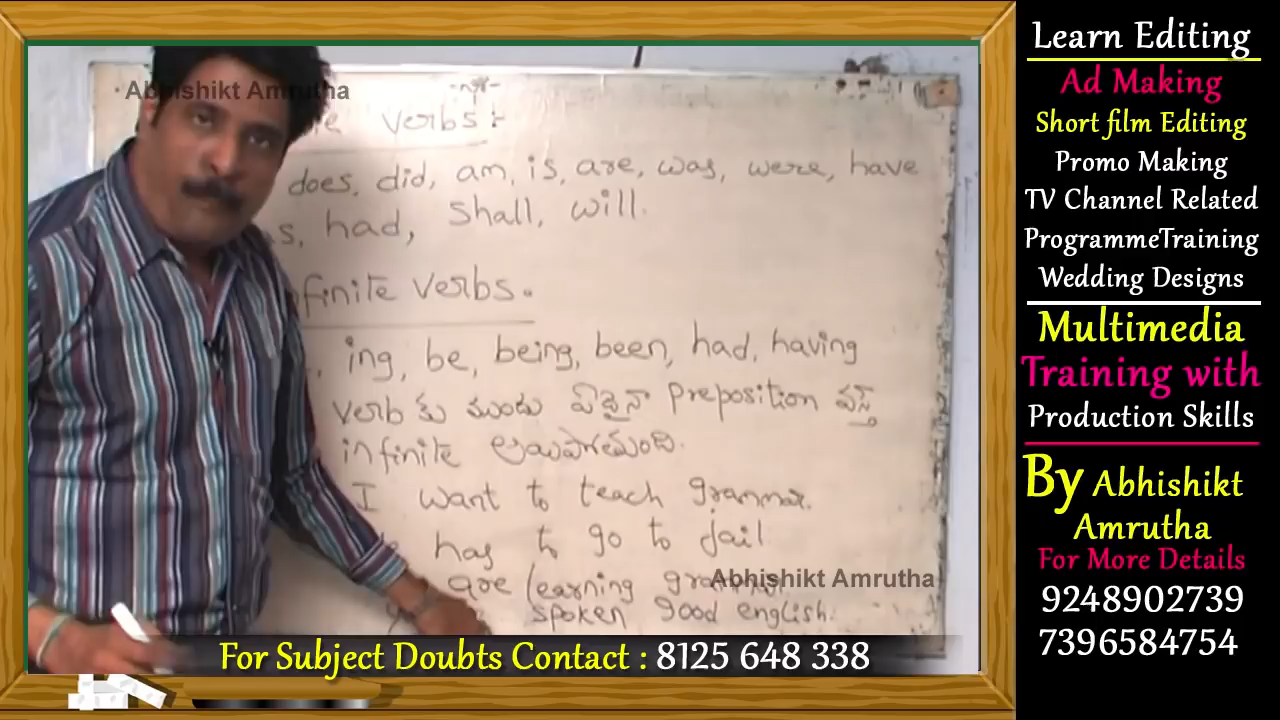 Abhishikt Amrutha
verbs:-
does, did, am, is, are, was, were, have
had, shall, will.
finite verbs.
ing, be, being, been, had, having
verb కు ముందు ఏదైనా preposition వస్తే
infinite అయిపోతుంది.
I want to teach grammar.
has to go to Jail
are learning
Abhishikt Amrutha
spoken good english.
For Subject Doubts Contact : 8125 648 338
Learn Editing
Ad Making
Short film Editing
Promo Making
TV Channel Related
ProgrammeTraining
Wedding Designs
Multimedia
Training with
Production Skills
By Abhishikt
Amrutha
For More Details
9248902739
7396584754